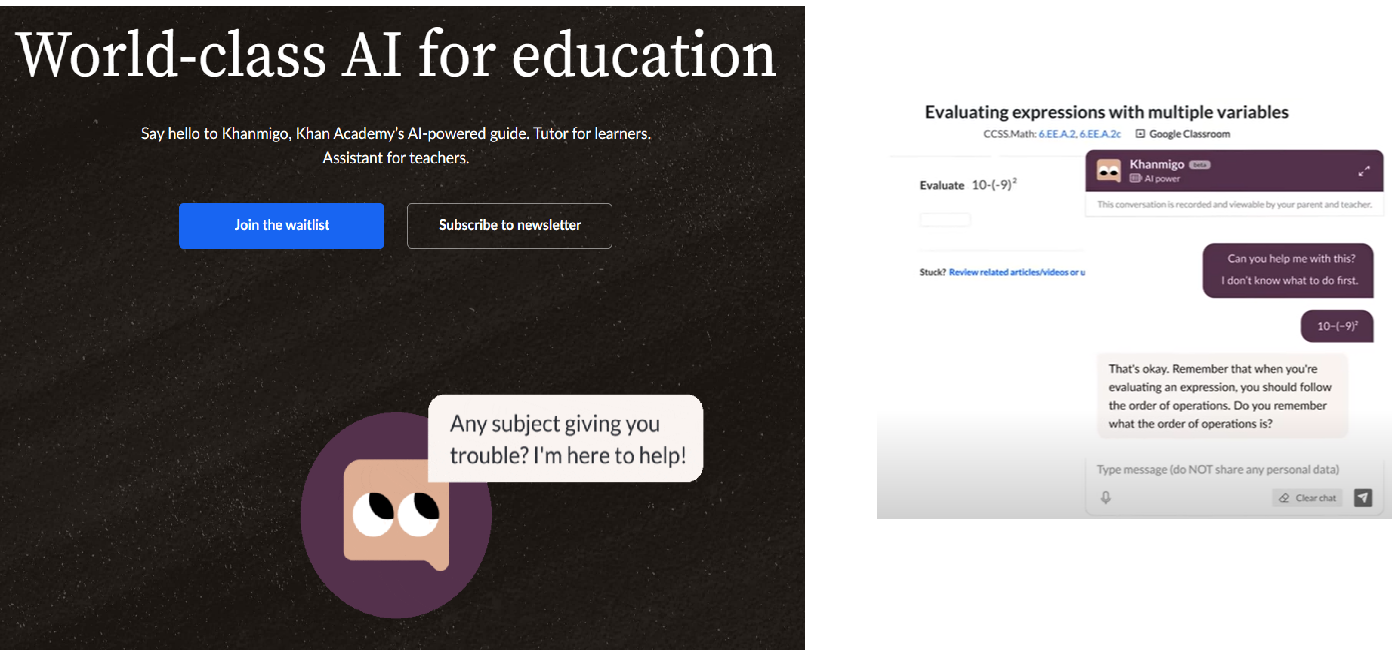 World-class AI for education
Say hello to Khanmigo, Khan Academy's AI-powered guide. Tutor for learners.
Assistant for teachers.
Join the waitlist
Subscribe to newsletter
Any subject giving you
trouble? I'm here to help!
Evaluating expressions with multiple variables
CCSS.Math: 6.EE.A.2, 6.EE.A.2c
Google Classroom
Evaluate 10-(-9)²
Stuck? Review related articles/videos or u
Khanmigo beta
AI power
This conversation is recorded and viewable by your parent and teacher.
Can you help me with this?
I don't know what to do first.
10-(-9)²
That's okay. Remember that when you're
evaluating an expression, you should follow
the order of operations. Do you remember
what the order of operations is?
Type message (do NOT share any personal data)
Clear chat